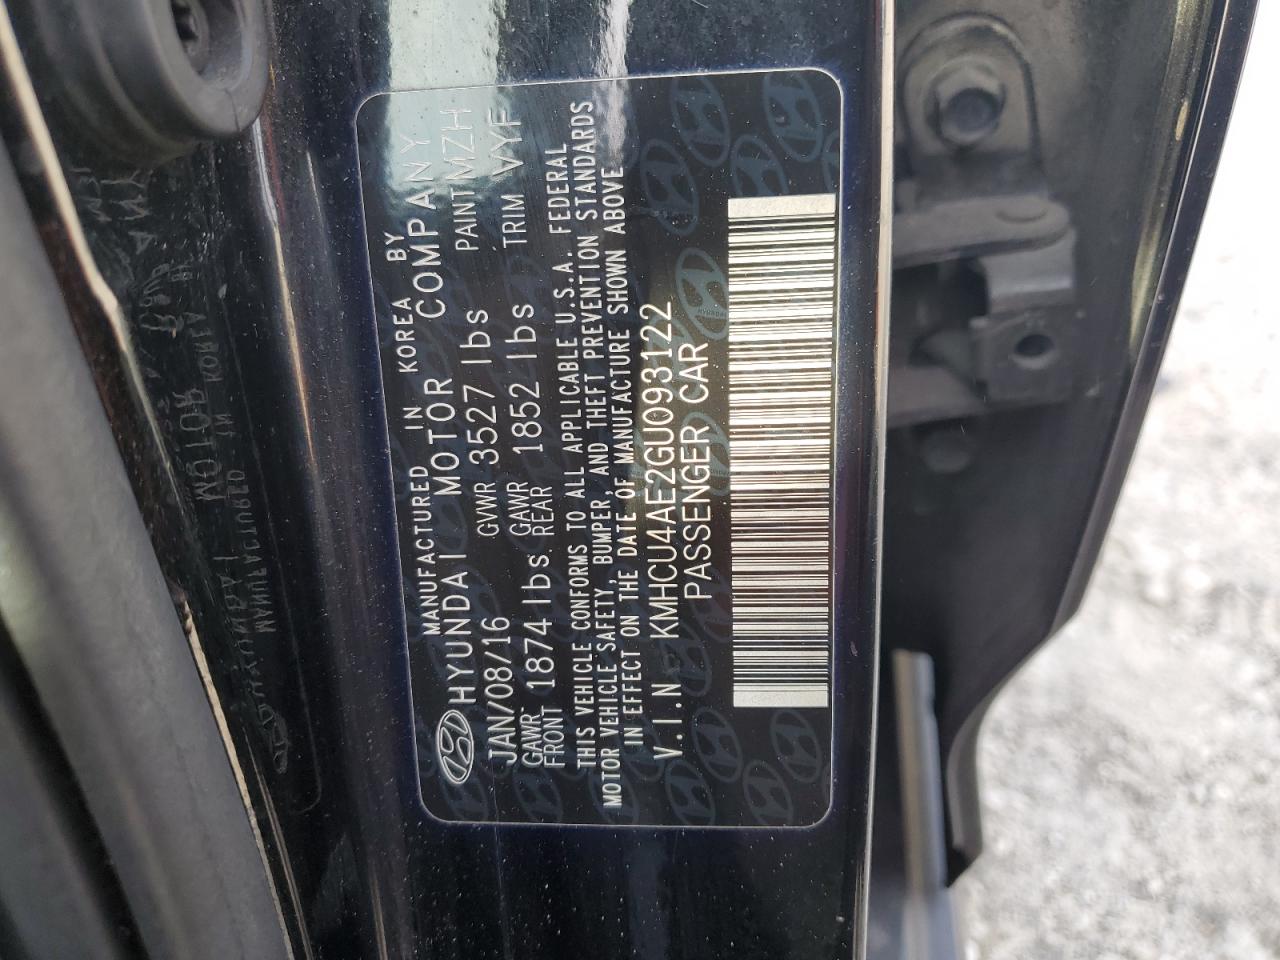 MANUFACTURED IN KOREA BY
HYUNDAI MOTOR COMPANY
JAN/08/16 GVWR 3527 lbs PAINT MZH
GAWR FRONT 1874 lbs. GAWR REAR 1852 lbs TRIM VYF
THIS VEHICLE CONFORMS TO ALL APPLICABLE U.S.A. FEDERAL
MOTOR VEHICLE SAFETY, BUMPER, AND THEFT PREVENTION STANDARDS
IN EFFECT ON THE DATE OF MANUFACTURE SHOWN ABOVE
V.I.N KMHCU4AE2GU093122
PASSENGER CAR